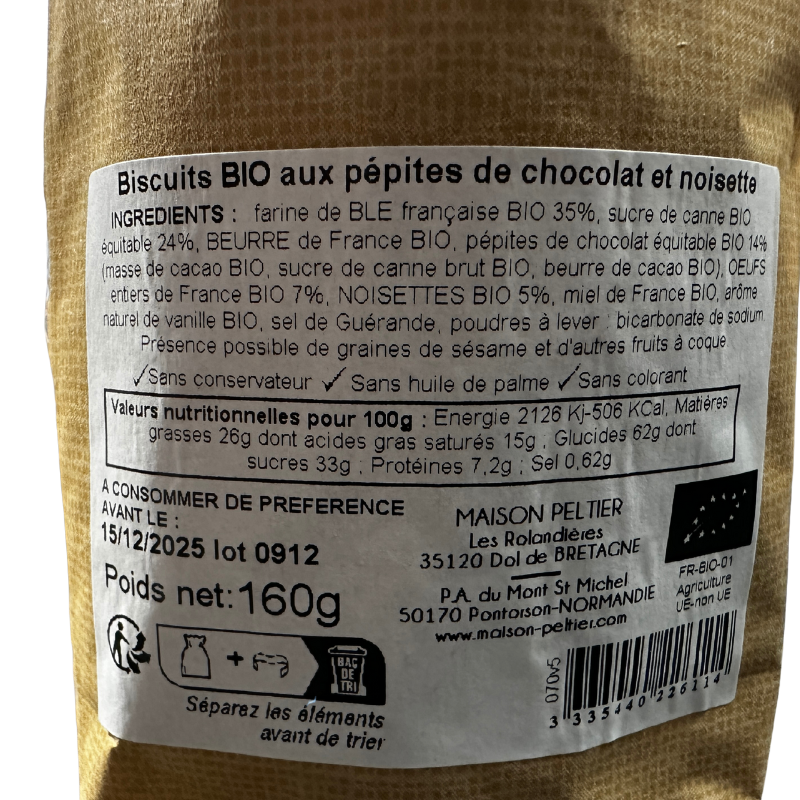 Biscuits BIO aux pépites de chocolat et noisette
INGREDIENTS : farine de BLE française BIO 35%, sucre de canne BIO
équitable 24%, BEURRE de France BIO, pépites de chocolat équitable BIO 14%
(masse de cacao BIO, sucre de canne brut BIO, beurre de cacao BIO), OEUFS
entiers de France BIO 7%, NOISETTES BIO 5%, miel de France BIO, arôme
naturel de vanille BIO, sel de Guérande, poudres à lever : bicarbonate de sodium.
Présence possible de graines de sésame et d'autres fruits à coque
✓Sans conservateur ✓ Sans huile de palme ✓Sans colorant
Valeurs nutritionnelles pour 100g : Energie 2126 Kj-506 KCal, Matières
grasses 26g dont acides gras saturés 15g ; Glucides 62g dont
sucres 33g ; Protéines 7,2g ; Sel 0,62g
A CONSOMMER DE PREFERENCE
AVANT LE :
15/12/2025 lot 0912
Poids net:160g
BAC
DE
TRI
Séparez les éléments
avant de trier
MAISON PELTIER
Les Rolandières
35120 Dol de BRETAGNE
P.A. du Mont St Michel
50170 Pontorson-NORMANDIE
www.maison-peltier.com
FR-BIO-01
Agriculture
UE-non UE
070v5
3 335440 226114